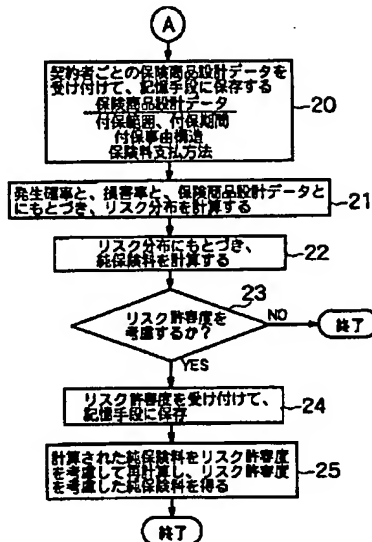 A
契約者ごとの保険商品設計データを
受け付けて、記憶手段に保存する
保険商品設計データ
付保範囲、付保期間
付保事由構造
保険料支払方法
20
発生確率と、損害率と、保険商品設計データと
にもとづき、リスク分布を計算する
21
リスク分布にもとづき、
純保険料を計算する
22
23
リスク許容度を
考慮するか?
NO
終了
YES
リスク許容度を受け付けて、
記憶手段に保存
24
計算された純保険料をリスク許容度
を考慮して再計算し、リスク許容度
を考慮した純保険料を得る
25
終了